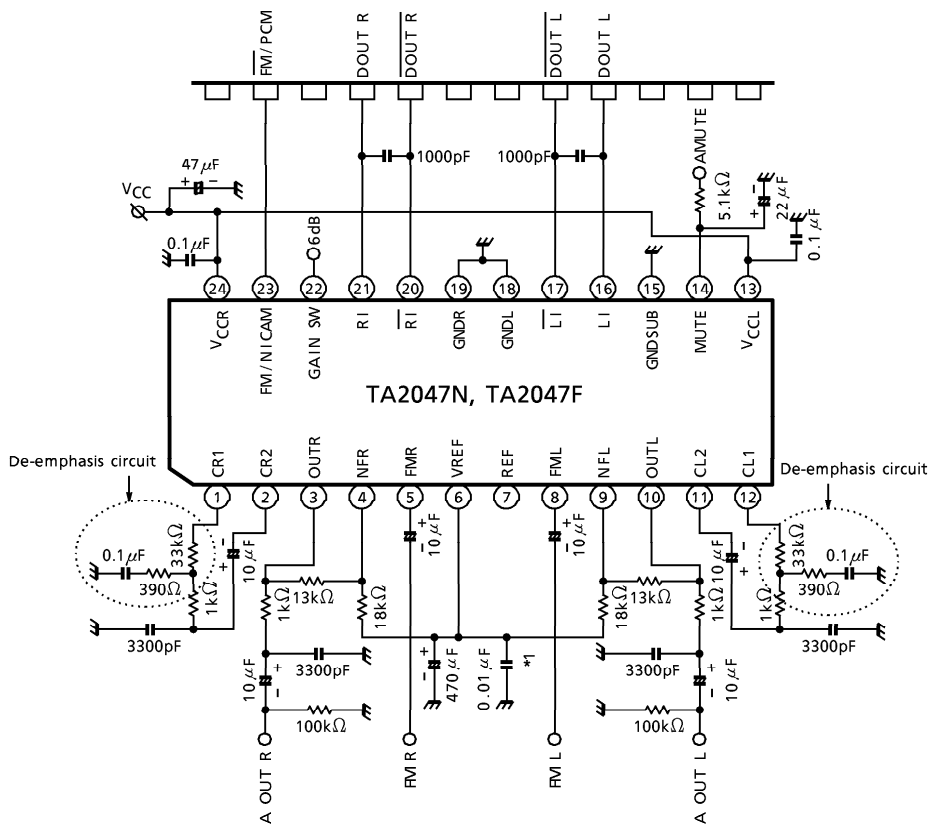 FM/PCM
DOUT R
DOUT R
DOUT L
DOUT L
1000pF
1000pF
AMUTE
5.1kΩ
22μF
0.1μF
47μF
VCC
0.1μF
6dB
+ −
−
+
24
23
22
21
20
19
18
17
16
15
14
13
VCCR
FM/NICAM
GAIN SW
RI
RI
GNDR
GNDL
LI
LI
GNDSUB
MUTE
VCCL
TA2047N, TA2047F
CR1
CR2
OUTR
NFR
FMR
VREF
REF
FML
NFL
OUTL
CL2
CL1
1
2
3
4
5
6
7
8
9
10
11
12
De-emphasis circuit
De-emphasis circuit
0.1μF
390Ω
33kΩ
1kΩ
3300pF
−
+
10μF
1kΩ
13kΩ
18kΩ
+
−
10μF
+
−
10μF
18kΩ
13kΩ
1kΩ
10μF
−
+
33kΩ
1kΩ
0.1μF
390Ω
3300pF
10μF
+
−
3300pF
100kΩ
+
−
470μF
0.01μF
*1
3300pF
+
−
10μF
100kΩ
A OUT R
FM R
FM L
A OUT L